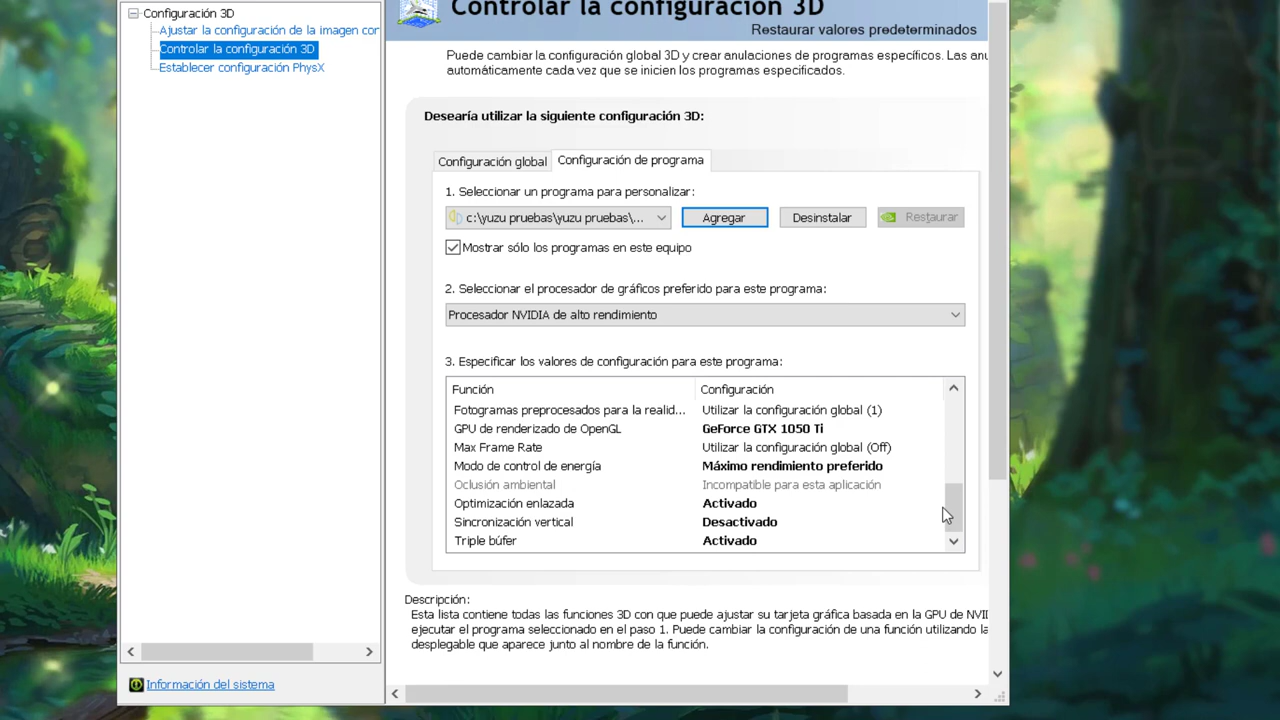 Configuración 3D
Ajustar la configuración de la imagen cor
Controlar la configuración 3D
Establecer configuración PhysX
Información del sistema
Controlar la configuración 3D
Restaurar valores predeterminados
Puede cambiar la configuración global 3D y crear anulaciones de programas específicos. Las anu
automáticamente cada vez que se inicien los programas especificados.
Desearía utilizar la siguiente configuración 3D:
Configuración global
Configuración de programa
1. Seleccionar un programa para personalizar:
c:\yuzu pruebas\yuzu pruebas\...
Agregar
Desinstalar
Restaurar
Mostrar sólo los programas en este equipo
2. Seleccionar el procesador de gráficos preferido para este programa:
Procesador NVIDIA de alto rendimiento
3. Especificar los valores de configuración para este programa:
Función Configuración
Fotogramas preprocesados para la realid... Utilizar la configuración global (1)
GPU de renderizado de OpenGL GeForce GTX 1050 Ti
Max Frame Rate Utilizar la configuración global (Off)
Modo de control de energía Máximo rendimiento preferido
Oclusión ambiental Incompatible para esta aplicación
Optimización enlazada Activado
Sincronización vertical Desactivado
Triple búfer Activado
Descripción:
Esta lista contiene todas las funciones 3D con que puede ajustar su tarjeta gráfica basada en la GPU de NVID
ejecutar el programa seleccionado en el paso 1. Puede cambiar la configuración de una función utilizando la
desplegable que aparece junto al nombre de la función.